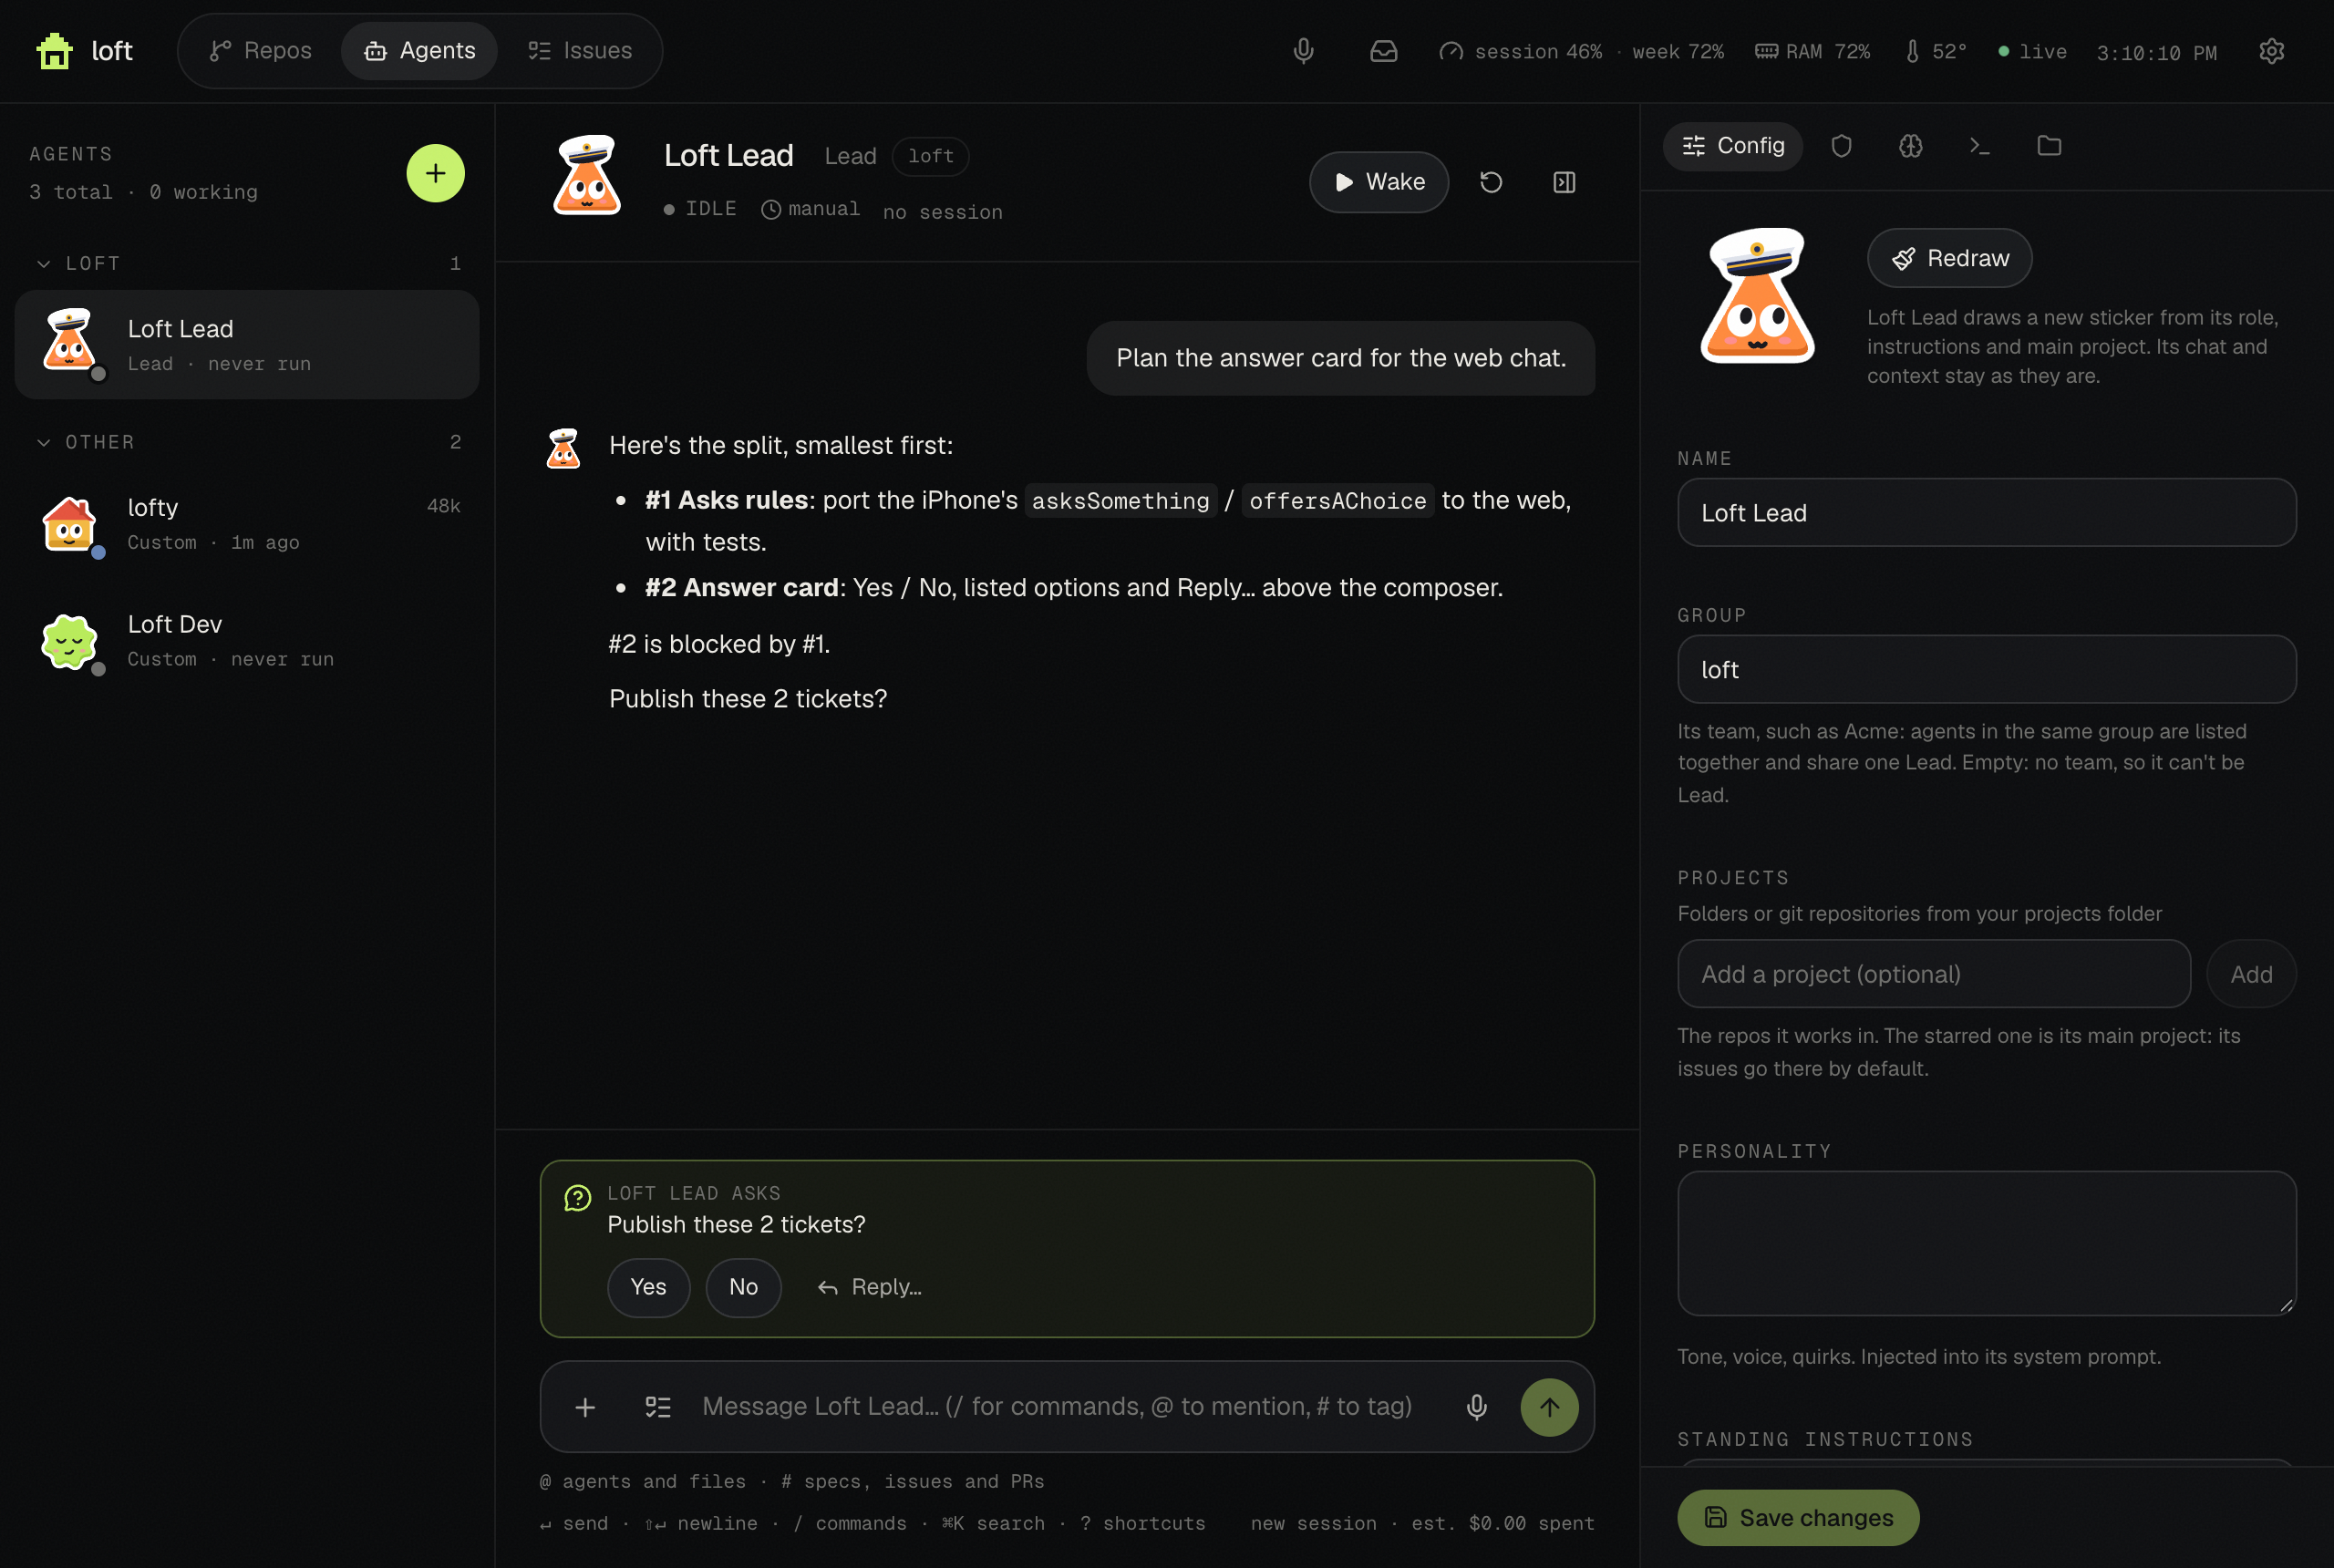 loft
Repos
Agents
Issues
session 46% · week 72%
RAM 72%
52°
live
3:10:10 PM
AGENTS
3 total · 0 working
LOFT
1
Loft Lead
Lead · never run
OTHER
2
lofty
48k
Custom · 1m ago
Loft Dev
Custom · never run
Loft Lead
Lead
loft
IDLE
manual
no session
Wake
Plan the answer card for the web chat.
Here's the split, smallest first:
• #1 Asks rules: port the iPhone's asksSomething / offersAChoice to the web,
with tests.
• #2 Answer card: Yes / No, listed options and Reply… above the composer.
#2 is blocked by #1.
Publish these 2 tickets?
LOFT LEAD ASKS
Publish these 2 tickets?
Yes
No
Reply…
Message Loft Lead… (/ for commands, @ to mention, # to tag)
@ agents and files · # specs, issues and PRs
↵ send · ⇧↵ newline · / commands · ⌘K search · ? shortcuts
new session · est. $0.00 spent
Config
Redraw
Loft Lead draws a new sticker from its role,
instructions and main project. Its chat and
context stay as they are.
NAME
Loft Lead
GROUP
loft
Its team, such as Acme: agents in the same group are listed
together and share one Lead. Empty: no team, so it can't be
Lead.
PROJECTS
Folders or git repositories from your projects folder
Add a project (optional)
Add
The repos it works in. The starred one is its main project: its
issues go there by default.
PERSONALITY
Tone, voice, quirks. Injected into its system prompt.
STANDING INSTRUCTIONS
Save changes